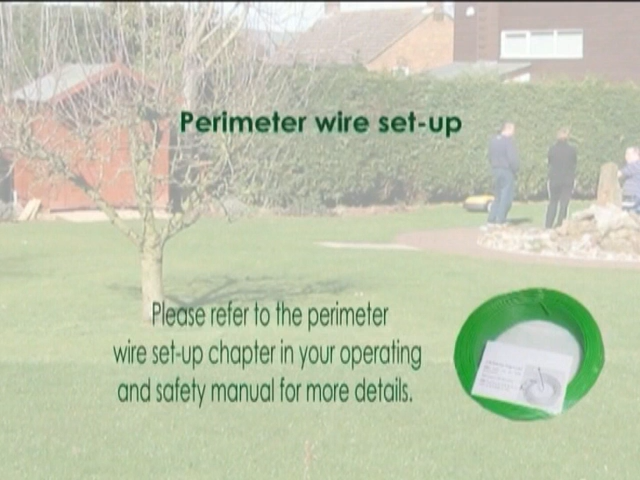 Perimeter wire set-up
Please refer to the perimeter
wire set-up chapter in your operating
and safety manual for more details.